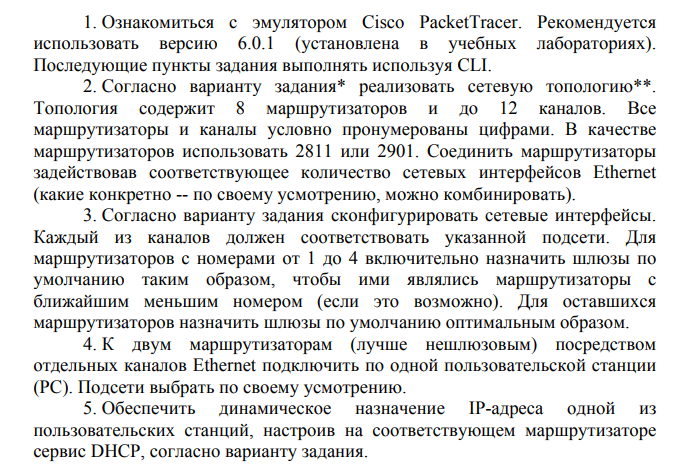 1. Ознакомиться с эмулятором Cisco PacketTracer. Рекомендуется
использовать версию 6.0.1 (установлена в учебных лабораториях).
Последующие пункты задания выполнять используя CLI.
2. Согласно варианту задания* реализовать сетевую топологию**.
Топология содержит 8 маршрутизаторов и до 12 каналов. Все
маршрутизаторы и каналы условно пронумерованы цифрами. В качестве
маршрутизаторов использовать 2811 или 2901. Соединить маршрутизаторы
задействовав соответствующее количество сетевых интерфейсов Ethernet
(какие конкретно -- по своему усмотрению, можно комбинировать).
3. Согласно варианту задания сконфигурировать сетевые интерфейсы.
Каждый из каналов должен соответствовать указанной подсети. Для
маршрутизаторов с номерами от 1 до 4 включительно назначить шлюзы по
умолчанию таким образом, чтобы ими являлись маршрутизаторы с
ближайшим меньшим номером (если это возможно). Для оставшихся
маршрутизаторов назначить шлюзы по умолчанию оптимальным образом.
4. К двум маршрутизаторам (лучше нешлюзовым) посредством
отдельных каналов Ethernet подключить по одной пользовательской станции
(PC). Подсети выбрать по своему усмотрению.
5. Обеспечить динамическое назначение IP-адреса одной из
пользовательских станций, настроив на соответствующем маршрутизаторе
сервис DHCP, согласно варианту задания.